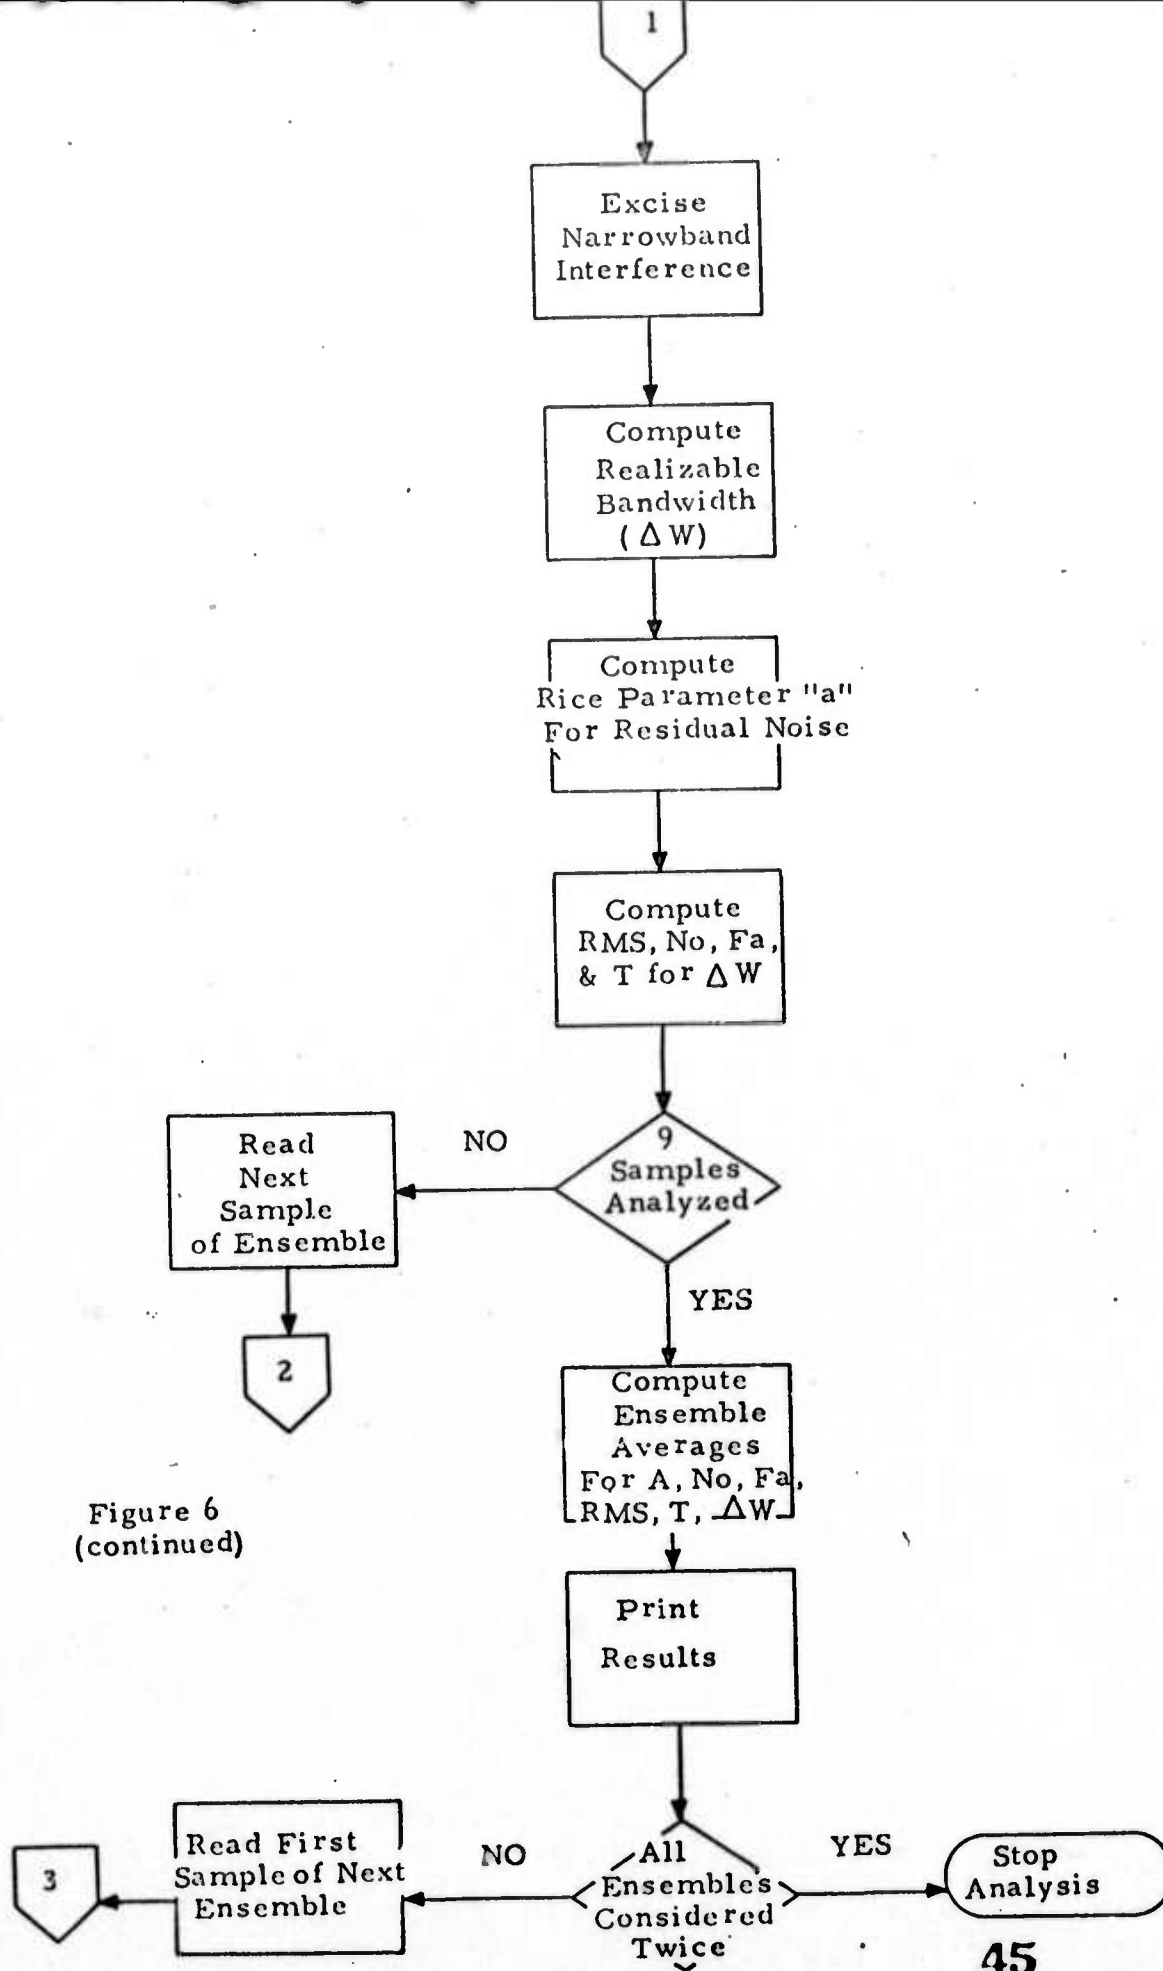 1
Excise
Narrowband
Interference
Compute
Realizable
Bandwidth
( Δ W)
Compute
Rice Parameter "a"
For Residual Noise
Compute
RMS, No, Fa,
& T for Δ W
9
Samples
Analyzed
NO
Read
Next
Sample
of Ensemble
2
YES
Compute
Ensemble
Averages
For A, No, Fa,
RMS, T, ΔW
Figure 6
(continued)
Print
Results
All
Ensembles
Considered
Twice
NO
Read First
Sample of Next
Ensemble
3
YES
Stop
Analysis
45